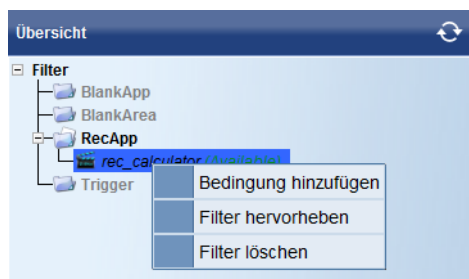 Übersicht
Filter
BlankApp
BlankArea
RecApp
rec_calculator (Available)
Trigger
Bedingung hinzufügen
Filter hervorheben
Filter löschen